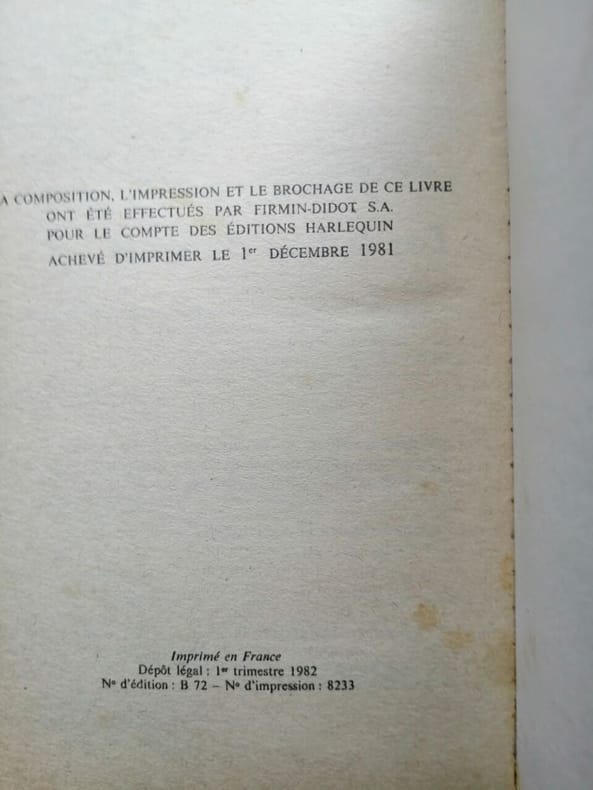 A COMPOSITION, L'IMPRESSION ET LE BROCHAGE DE CE LIVRE
ONT ÉTÉ EFFECTUÉS PAR FIRMIN-DIDOT S.A.
POUR LE COMPTE DES ÉDITIONS HARLEQUIN
ACHEVÉ D'IMPRIMER LE 1er DÉCEMBRE 1981
Imprimé en France
Dépôt légal : 1er trimestre 1982
No d'édition : B 72 – No d'impression : 8233